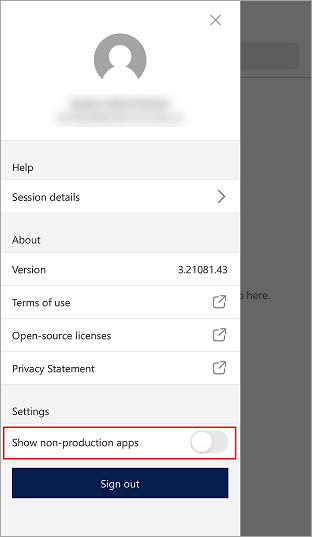 Help
Session details
About
Version 3.21081.43
Terms of use
Open-source licenses
Privacy Statement
here.
Settings
Show non-production apps
Sign out